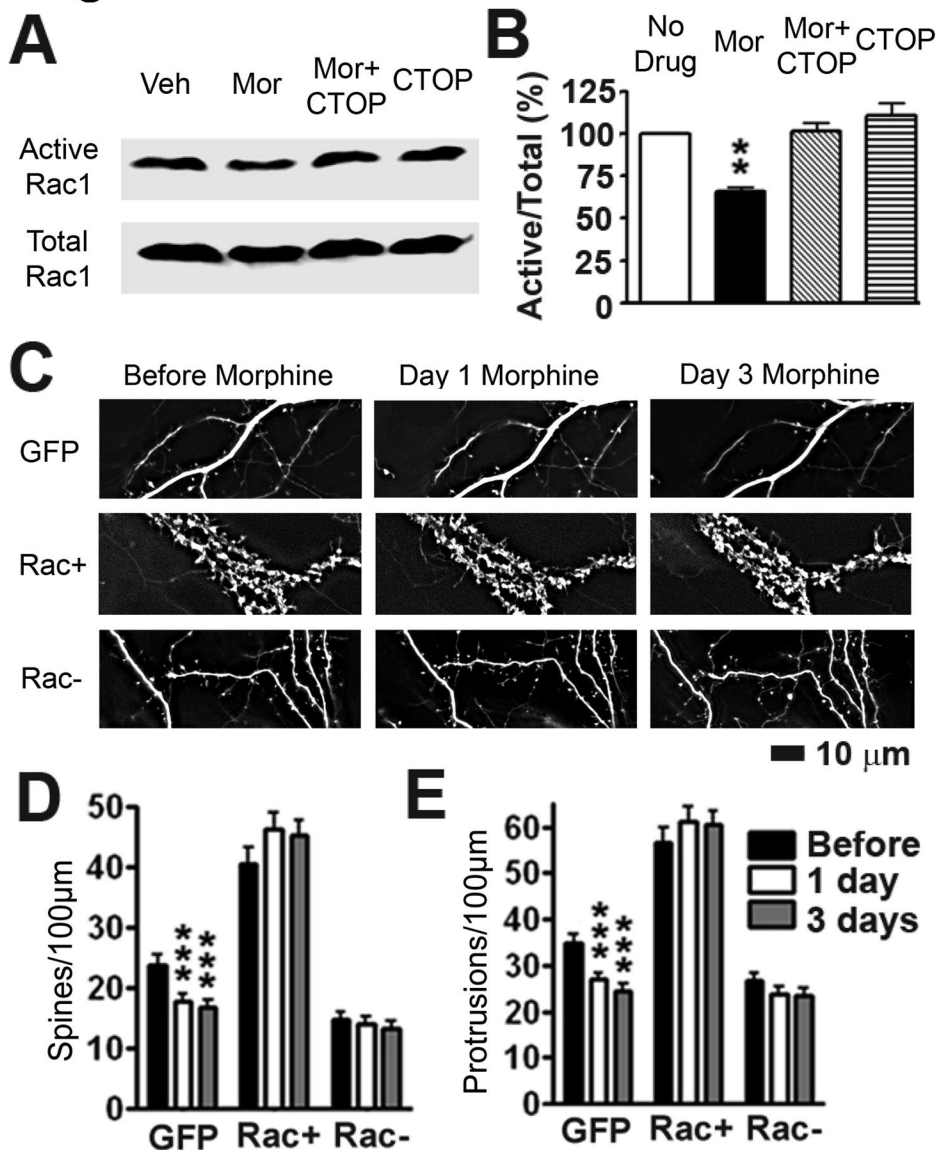 A
Veh Mor Mor+ CTOP
CTOP
Active
Rac1
Total
Rac1
B
No Mor Mor+ CTOP
Drug CTOP
Active/Total (%)
125
100
75
50
25
0
**
C
Before Morphine Day 1 Morphine Day 3 Morphine
GFP
Rac+
Rac-
10 μm
D
Spines/100μm
50
40
30
20
10
0
*** ***
GFP Rac+ Rac-
E
Protrusions/100μm
60
50
40
30
20
10
0
*** ***
GFP Rac+ Rac-
Before
1 day
3 days